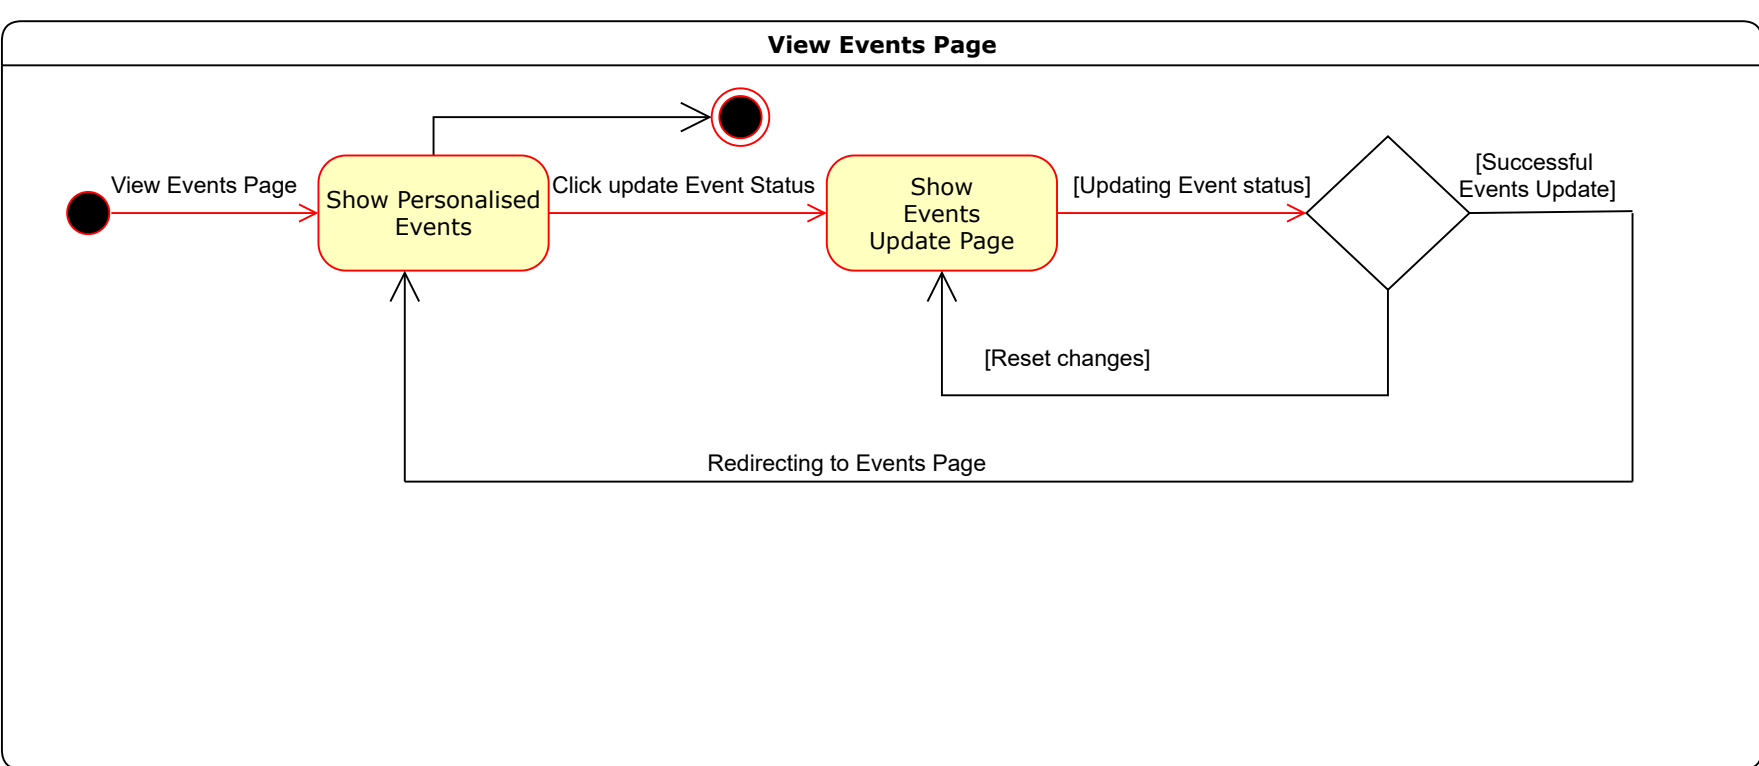 View Events Page
View Events Page
Show Personalised
Events
Click update Event Status
Show
Events
Update Page
[Updating Event status]
[Successful
Events Update]
[Reset changes]
Redirecting to Events Page